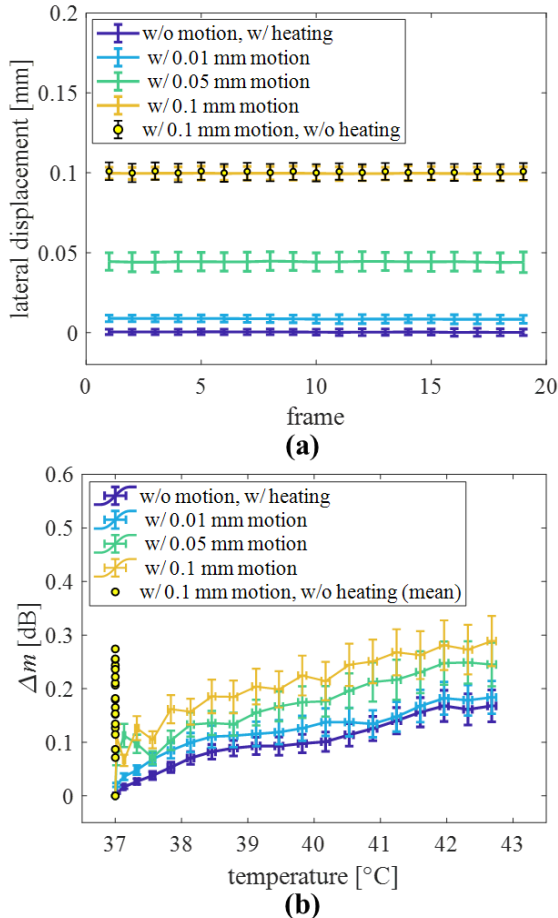 0.2
0.15
0.1
0.05
0
lateral displacement [mm]
w/o motion, w/ heating
w/ 0.01 mm motion
w/ 0.05 mm motion
w/ 0.1 mm motion
w/ 0.1 mm motion, w/o heating
0 5 10 15 20
frame
(a)
0.6
0.5
0.4
0.3
0.2
0.1
0
Δm [dB]
w/o motion, w/ heating
w/ 0.01 mm motion
w/ 0.05 mm motion
w/ 0.1 mm motion
w/ 0.1 mm motion, w/o heating (mean)
37 38 39 40 41 42 43
temperature [°C]
(b)